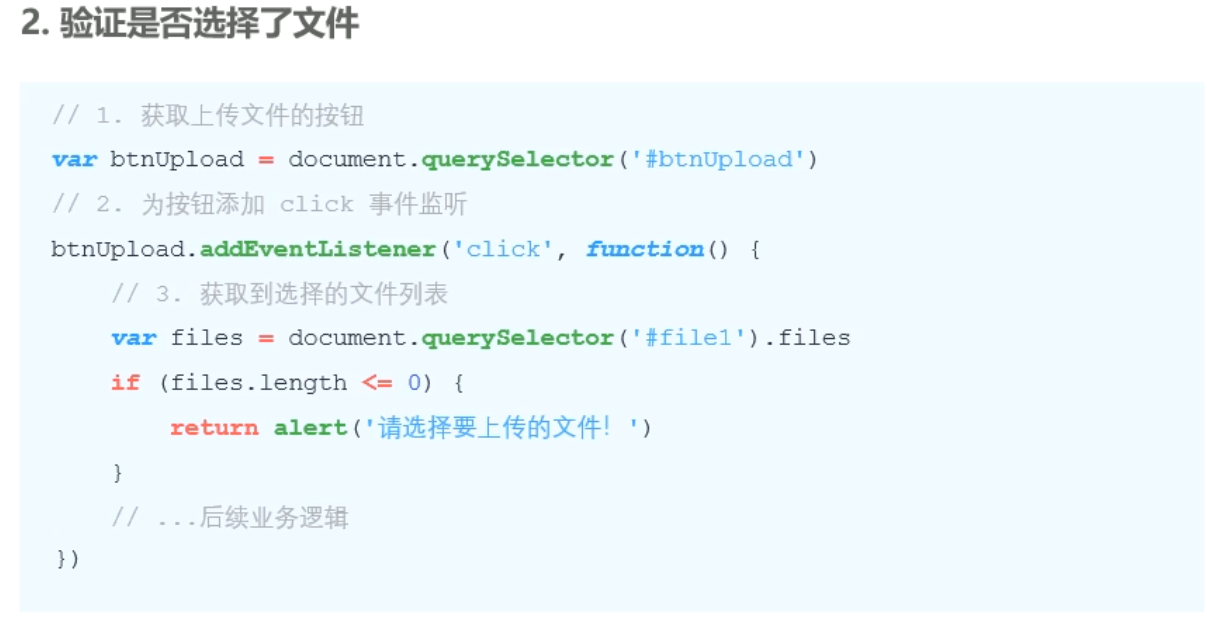 2. 验证是否选择了文件
// 1. 获取上传文件的按钮
var btnUpload = document.querySelector('#btnUpload')
// 2. 为按钮添加 click 事件监听
btnUpload.addEventListener('click', function() {
    // 3. 获取到选择的文件列表
    var files = document.querySelector('#file1').files
    if (files.length <= 0) {
        return alert('请选择要上传的文件！')
    }
    // ...后续业务逻辑
})